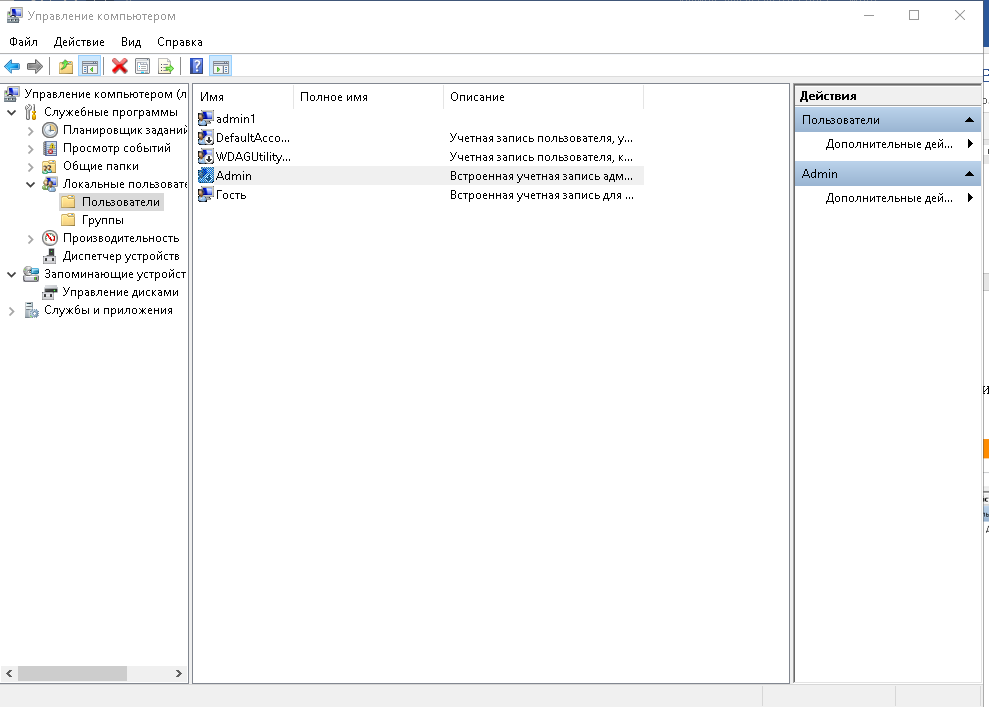 Управление компьютером
Файл Действие Вид Справка
Управление компьютером (л
Служебные программы
Планировщик заданий
Просмотр событий
Общие папки
Локальные пользовате
Пользователи
Группы
Производительность
Диспетчер устройств
Запоминающие устройст
Управление дисками
Службы и приложения
Имя Полное имя Описание
admin1
DefaultAcco... Учетная запись пользователя, у...
WDAGUtility... Учетная запись пользователя, к...
Admin Встроенная учетная запись адм...
Гость Встроенная учетная запись для ...
Действия
Пользователи
Дополнительные дей...
Admin
Дополнительные дей...